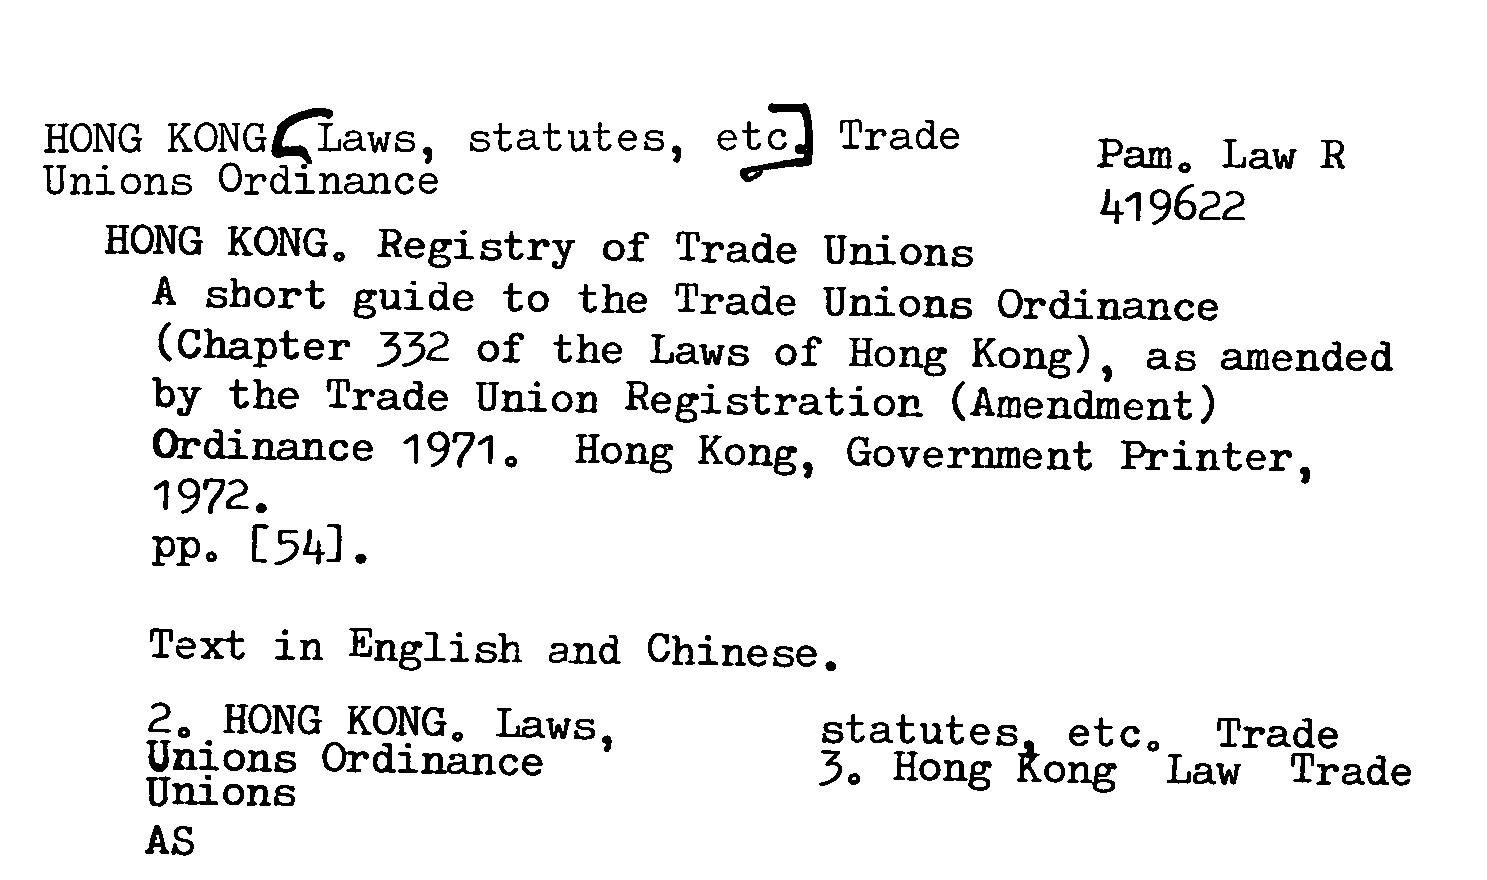 HONG KONG [Laws, statutes, etc.] Trade
Unions Ordinance
Pam. Law R
419622
HONG KONG. Registry of Trade Unions
A short guide to the Trade Unions Ordinance
(Chapter 332 of the Laws of Hong Kong), as amended
by the Trade Union Registration (Amendment)
Ordinance 1971. Hong Kong, Government Printer,
1972.
pp. [54].
Text in English and Chinese.
2. HONG KONG. Laws, statutes, etc. Trade
Unions Ordinance 3. Hong Kong Law Trade
Unions
AS